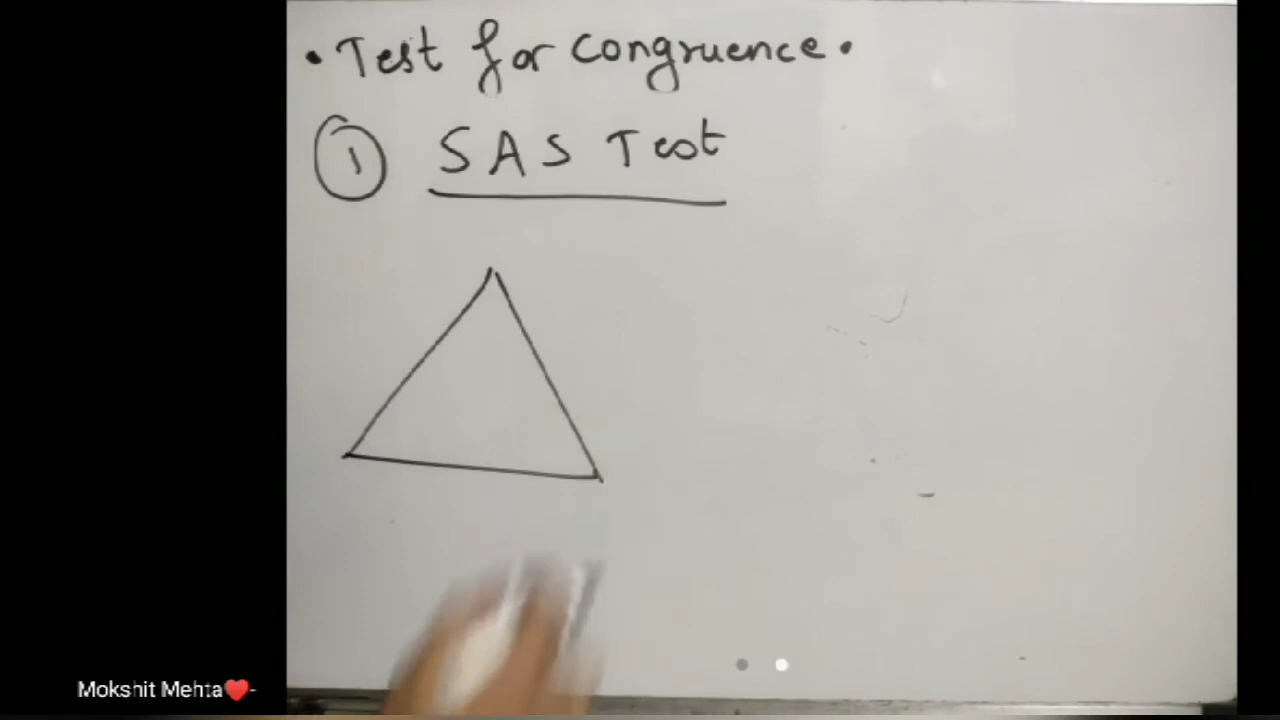 • Test for congruence •
① SAS Test
Mokshit Mehta❤️-